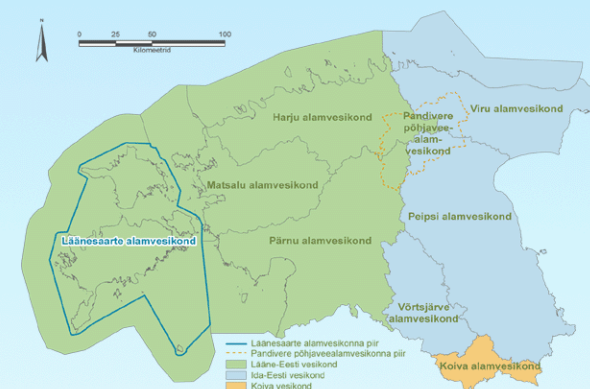 0 25 50 100
Kilomeetrid
Harju alamvesikond
Viru alamvesikond
Pandivere
põhjavee-
alam-
vesikond
Matsalu alamvesikond
Peipsi alamvesikond
Läänesaarte alamvesikond
Pärnu alamvesikond
Võrtsjärve
alamvesikond
Koiva alamvesikond
Läänesaarte alamvesikonna piir
Pandivere põhjaveealamvesikonna piir
Lääne-Eesti vesikond
Ida-Eesti vesikond
Koiva vesikond